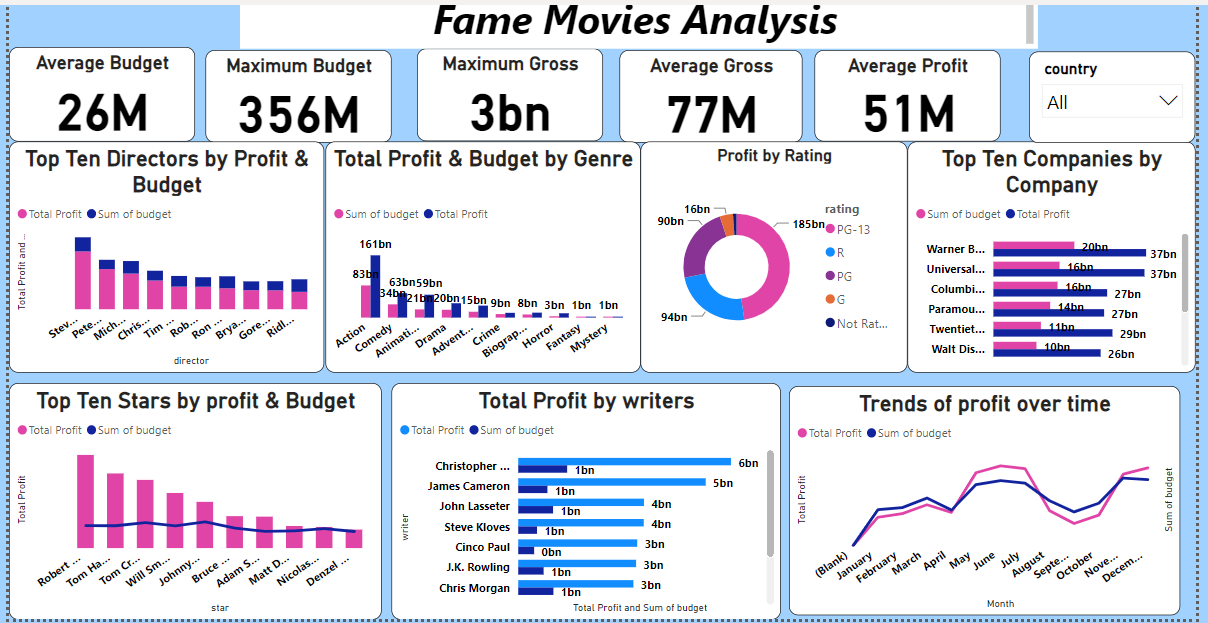 Fame Movies Analysis
Average Budget
26M
Maximum Budget
356M
Maximum Gross
3bn
Average Gross
77M
Average Profit
51M
country
All
Top Ten Directors by Profit &
Budget
Total Profit Sum of budget
Total Profit and ...
Stev...
Pete...
Mich...
Chris...
Tim ...
Rob...
Ron ...
Brya...
Gore...
Ridl...
director
Total Profit & Budget by Genre
Sum of budget Total Profit
161bn
83bn
63bn
34bn
59bn
21bn
20bn
15bn
9bn
8bn
3bn
1bn
1bn
Action
Comedy
Animati...
Drama
Advent...
Crime
Biograp...
Horror
Fantasy
Mystery
Profit by Rating
16bn
90bn
185bn
94bn
rating
PG-13
R
PG
G
Not Rat...
Top Ten Companies by
Company
Sum of budget Total Profit
Warner B... 20bn 37bn
Universal... 16bn 37bn
Columbi... 16bn 27bn
Paramou... 14bn 27bn
Twentiet... 11bn 29bn
Walt Dis... 10bn 26bn
Top Ten Stars by profit & Budget
Total Profit Sum of budget
Total Profit
Robert ...
Tom Ha...
Tom Cr...
Will Sm...
Johnny...
Bruce ...
Adam S...
Matt D...
Nicolas...
Denzel ...
star
Total Profit by writers
Total Profit Sum of budget
writer
Christopher ... 6bn
1bn
James Cameron 5bn
1bn
John Lasseter 4bn
1bn
Steve Kloves 4bn
1bn
Cinco Paul 3bn
0bn
J.K. Rowling 3bn
1bn
Chris Morgan 3bn
1bn
Total Profit and Sum of budget
Trends of profit over time
Total Profit Sum of budget
Total Profit
Sum of budget
(Blank)
January
February
March
April
May
June
July
August
Septe...
October
Nove...
Decem...
Month